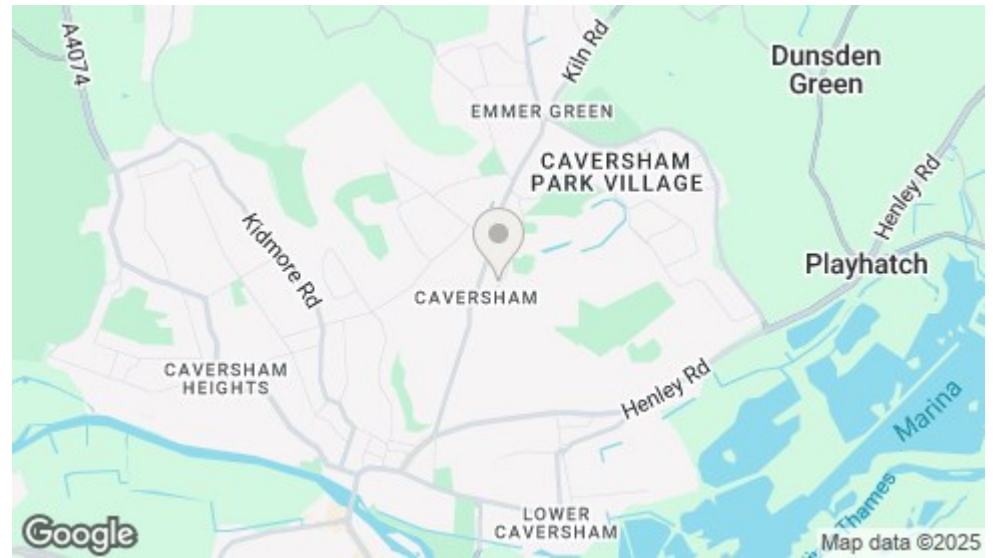 A4074
Kiln Rd
Dunsden
Green
EMMER GREEN
CAVERSHAM
PARK VILLAGE
Henley Rd
Kidmore Rd
Playhatch
CAVERSHAM
CAVERSHAM
HEIGHTS
Henley Rd
Marina
LOWER
CAVERSHAM
Thames
Google
Map data ©2025